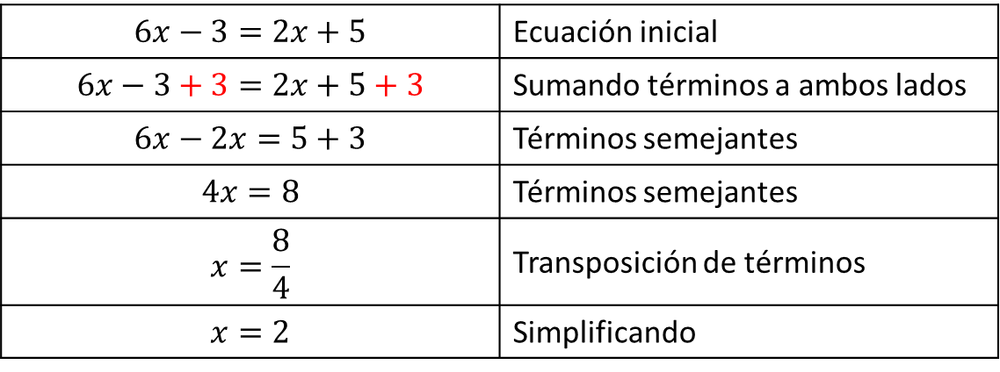 6x − 3 = 2x + 5 Ecuación inicial
6x − 3 + 3 = 2x + 5 + 3 Sumando términos a ambos lados
6x − 2x = 5 + 3 Términos semejantes
4x = 8 Términos semejantes
x = 8/4 Transposición de términos
x = 2 Simplificando